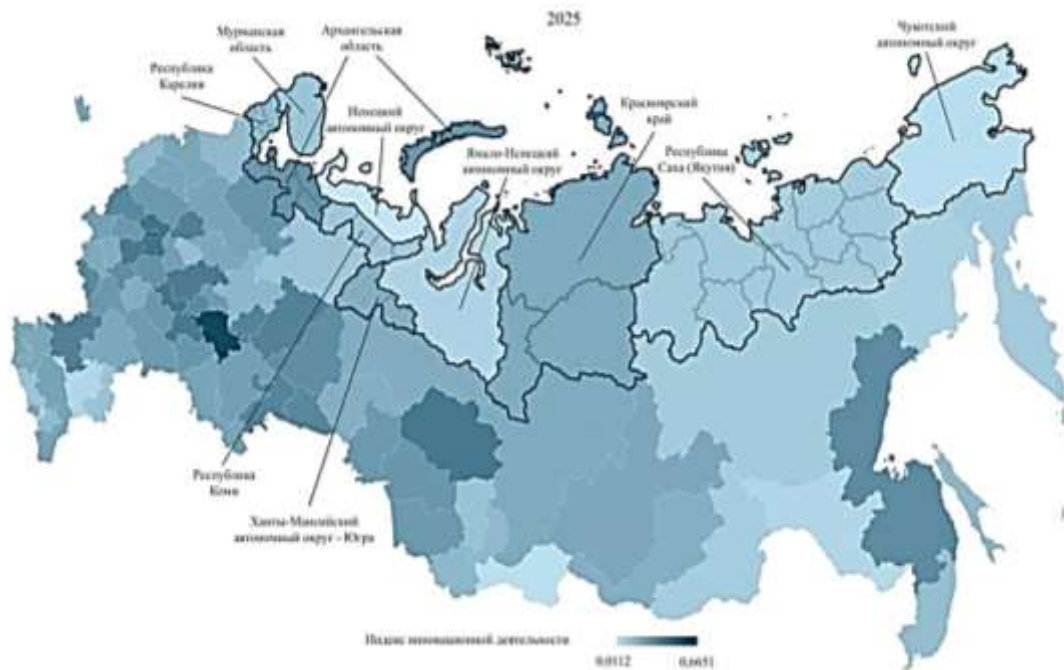 2025
Мурманская
область
Архангельская
область
Чукотский
автономный округ
Республика
Карелия
Ненецкий
автономный округ
Красноярский
край
Ямало-Ненецкий
автономный округ
Республика
Саха (Якутия)
Республика
Коми
Ханты-Мансийский
автономный округ – Югра
Индекс инновационной деятельности
0,0112
0,6651